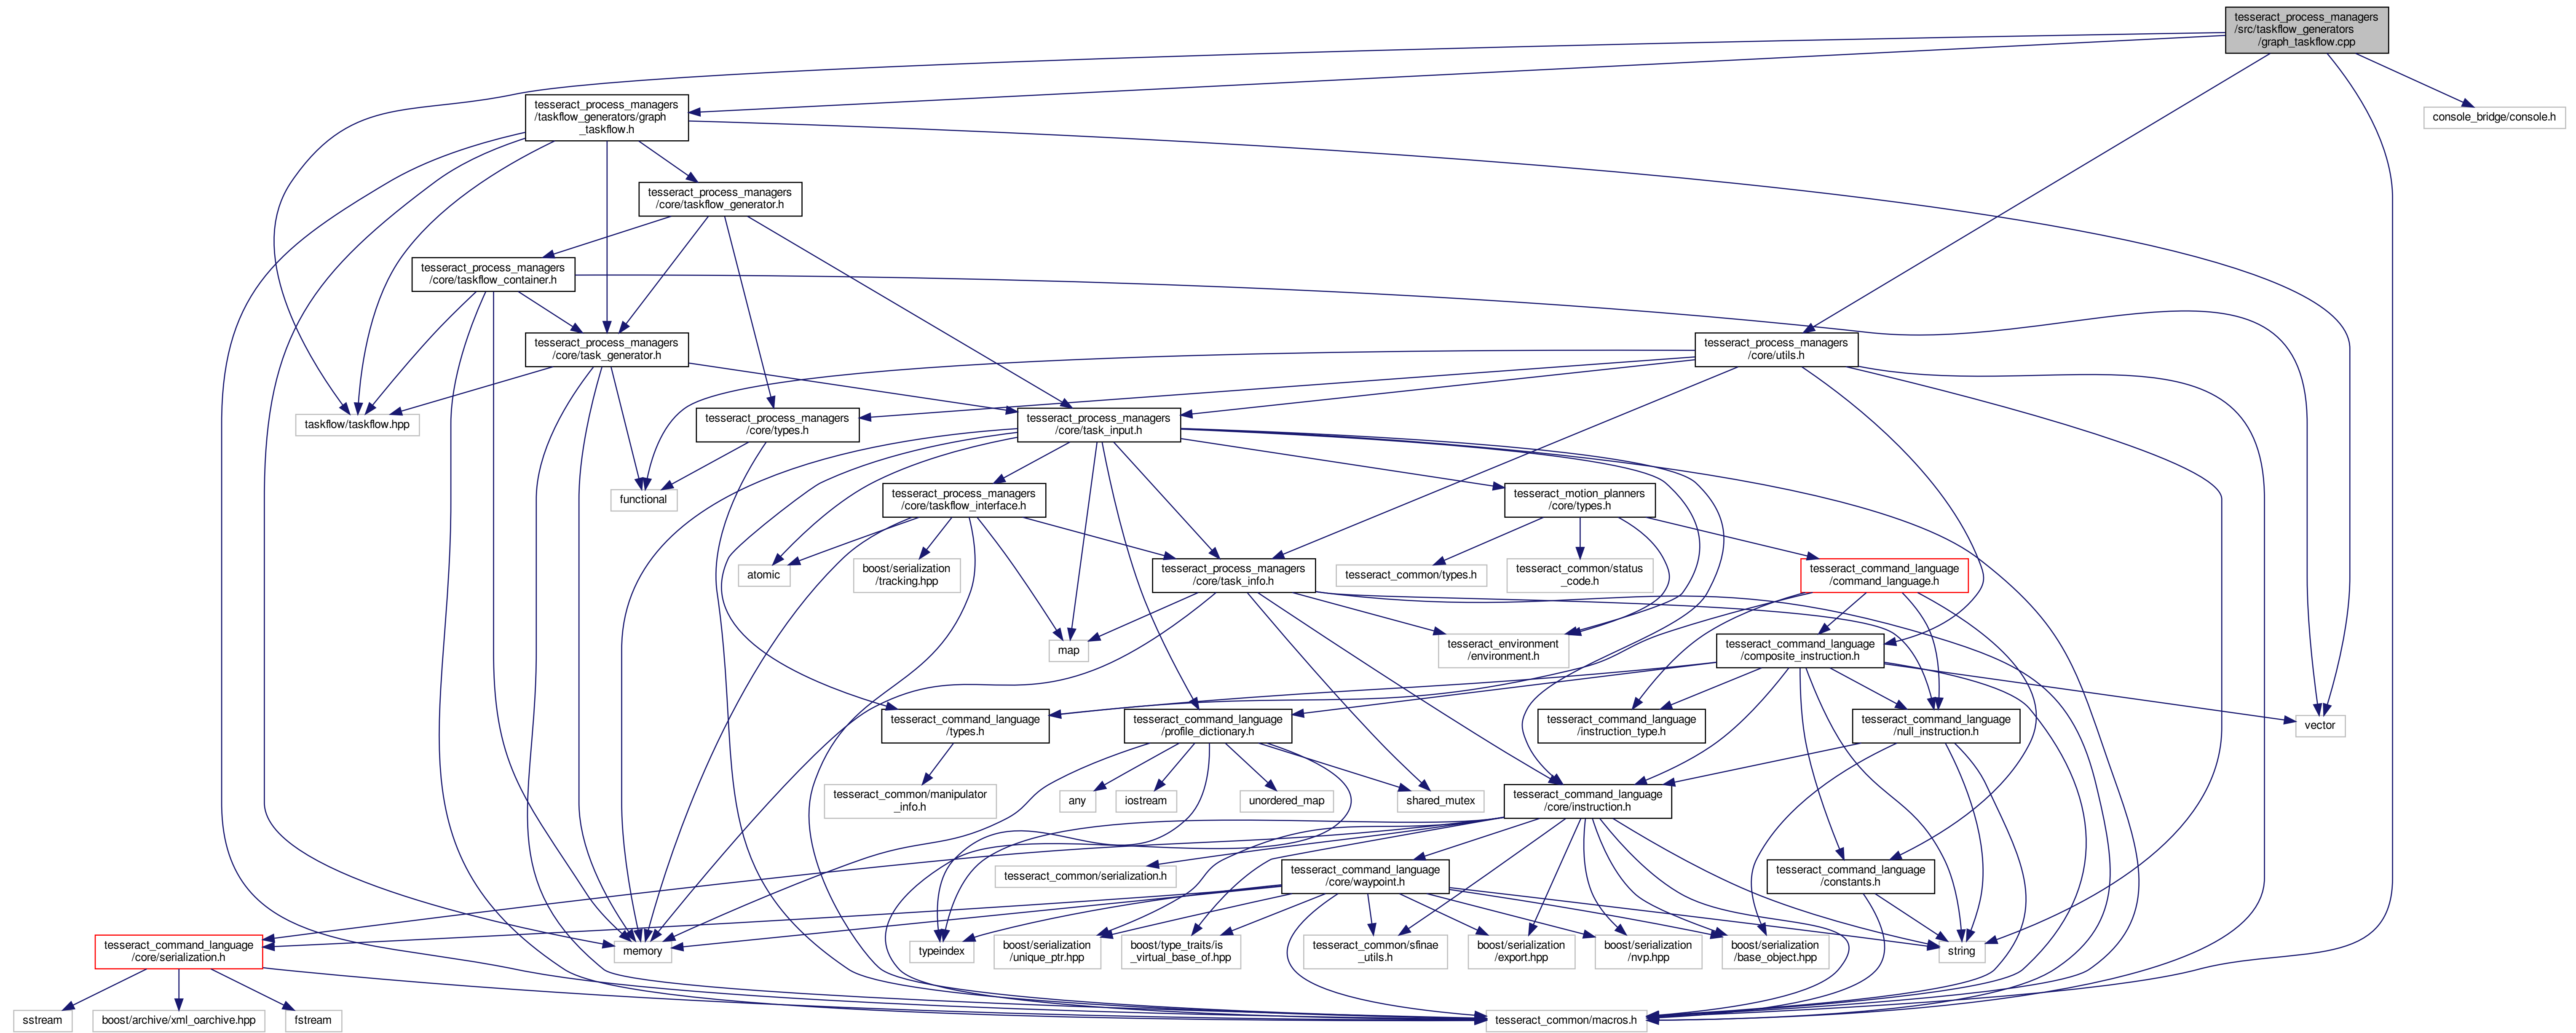 tesseract_process_managers
/src/taskflow_generators
/graph_taskflow.cpp
tesseract_process_managers
/taskflow_generators/graph
_taskflow.h
console_bridge/console.h
tesseract_process_managers
/core/taskflow_generator.h
tesseract_process_managers
/core/taskflow_container.h
tesseract_process_managers
/core/task_generator.h
tesseract_process_managers
/core/utils.h
taskflow/taskflow.hpp
tesseract_process_managers
/core/types.h
tesseract_process_managers
/core/task_input.h
functional
tesseract_process_managers
/core/taskflow_interface.h
tesseract_motion_planners
/core/types.h
atomic
boost/serialization
/tracking.hpp
tesseract_process_managers
/core/task_info.h
tesseract_common/types.h
tesseract_common/status
_code.h
tesseract_command_language
/command_language.h
map
tesseract_environment
/environment.h
tesseract_command_language
/composite_instruction.h
tesseract_command_language
/types.h
tesseract_command_language
/profile_dictionary.h
tesseract_command_language
/instruction_type.h
tesseract_command_language
/null_instruction.h
vector
tesseract_common/manipulator
_info.h
any
iostream
unordered_map
shared_mutex
tesseract_command_language
/core/instruction.h
tesseract_common/serialization.h
tesseract_command_language
/core/waypoint.h
tesseract_command_language
/constants.h
tesseract_command_language
/core/serialization.h
memory
typeindex
boost/serialization
/unique_ptr.hpp
boost/type_traits/is
_virtual_base_of.hpp
tesseract_common/sfinae
_utils.h
boost/serialization
/export.hpp
boost/serialization
/nvp.hpp
boost/serialization
/base_object.hpp
string
sstream
boost/archive/xml_oarchive.hpp
fstream
tesseract_common/macros.h